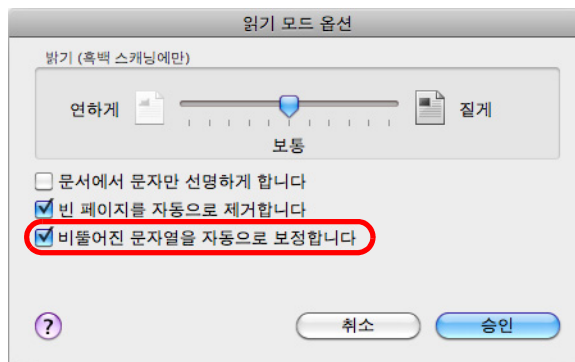 읽기 모드 옵션
밝기 (흑백 스캐닝에만)
연하게 짙게
보통
문서에서 문자만 선명하게 합니다
빈 페이지를 자동으로 제거합니다
비뚤어진 문자열을 자동으로 보정합니다
? 취소 승인